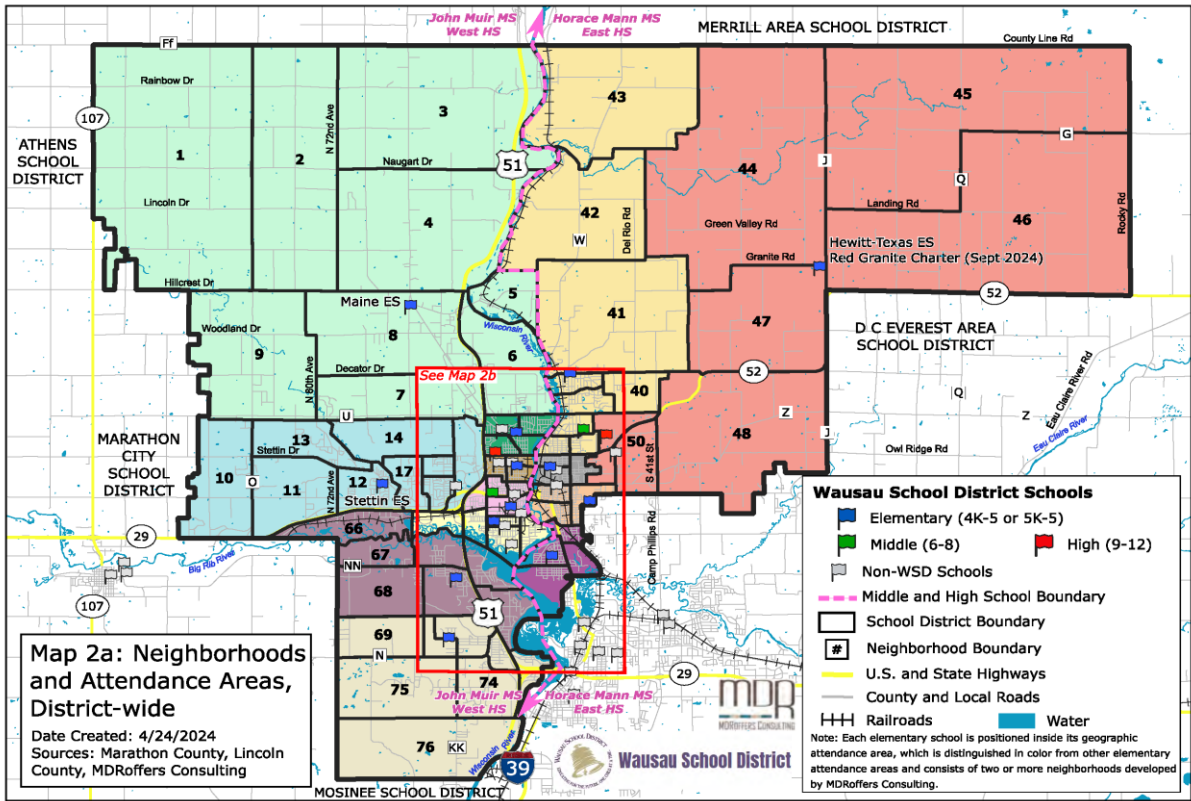 John Muir MS
West HS
Horace Mann MS
East HS
MERRILL AREA SCHOOL DISTRICT
County Line Rd
Ff
Rainbow Dr
N 72nd Ave
3
43
45
107
ATHENS
SCHOOL
DISTRICT
1
2
Naugart Dr
51
44
J
G
Q
Lincoln Dr
4
42
Del Rio Rd
W
Green Valley Rd
Landing Rd
46
Rocky Rd
Hewitt-Texas ES
Red Granite Charter (Sept 2024)
Granite Rd
Hillcrest Dr
52
Maine ES
5
Woodland Dr
8
Wisconsin
River
41
47
D C EVEREST AREA
SCHOOL DISTRICT
9
N 80th Ave
6
Decator Dr
See Map 2b
52
7
40
Q
Eau Claire River Rd
U
Z
Z
MARATHON
CITY
SCHOOL
DISTRICT
13
14
50
48
J
Eau Claire River
Stettin Dr
Owl Ridge Rd
10
O
11
N 72nd Ave
12
17
S 41st St
Stettin ES
66
Camp Phillips Rd
29
Big Rib River
67
NN
68
107
51
69
N
75
74
29
John Muir MS
West HS
Horace Mann MS
East HS
76
KK
Wisconsin River
39
MOSINEE SCHOOL DISTRICT
Map 2a: Neighborhoods
and Attendance Areas,
District-wide
Date Created: 4/24/2024
Sources: Marathon County, Lincoln
County, MDRoffers Consulting
MDR
MDROFFERS CONSULTING
Wausau School District
Wausau School District Schools
Elementary (4K-5 or 5K-5)
Middle (6-8)
High (9-12)
Non-WSD Schools
Middle and High School Boundary
School District Boundary
# Neighborhood Boundary
U.S. and State Highways
County and Local Roads
Railroads
Water
Note: Each elementary school is positioned inside its geographic
attendance area, which is distinguished in color from other elementary
attendance areas and consists of two or more neighborhoods developed
by MDRoffers Consulting.